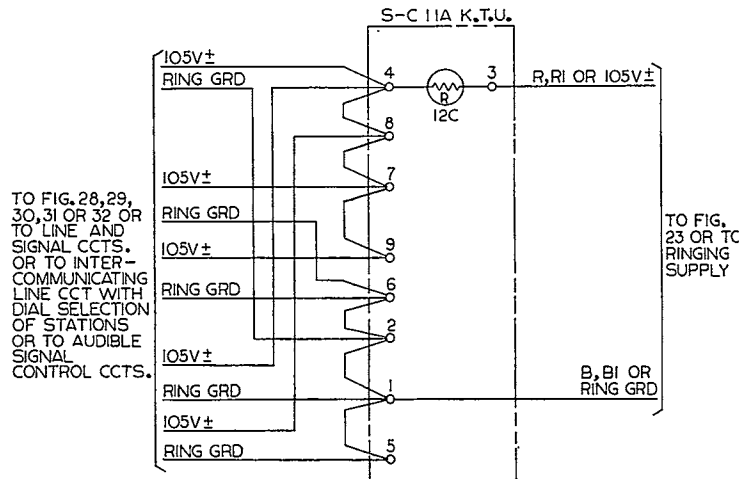 S-C 11A K.T.U.
105V±
RING GRD
4
3
R,R1 OR 105V±
R
12C
8
105V±
7
TO FIG. 28,29,
30,31 OR 32 OR
TO LINE AND
SIGNAL CCTS.
OR TO INTER-
COMMUNICATING
LINE CCT WITH
DIAL SELECTION
OF STATIONS
OR TO AUDIBLE
SIGNAL
CONTROL CCTS.
RING GRD
105V±
9
RING GRD
6
2
TO FIG.
23 OR TO
RINGING
SUPPLY
105V±
RING GRD
1
B,B1 OR
RING GRD
105V±
RING GRD
5